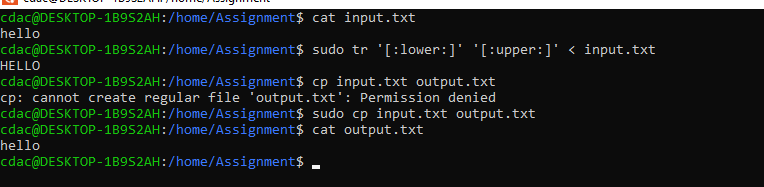 cdac@DESKTOP-1B9S2AH:/home/Assignment$ cat input.txt
hello
cdac@DESKTOP-1B9S2AH:/home/Assignment$ sudo tr '[:lower:]' '[:upper:]' < input.txt
HELLO
cdac@DESKTOP-1B9S2AH:/home/Assignment$ cp input.txt output.txt
cp: cannot create regular file 'output.txt': Permission denied
cdac@DESKTOP-1B9S2AH:/home/Assignment$ sudo cp input.txt output.txt
cdac@DESKTOP-1B9S2AH:/home/Assignment$ cat output.txt
hello
cdac@DESKTOP-1B9S2AH:/home/Assignment$